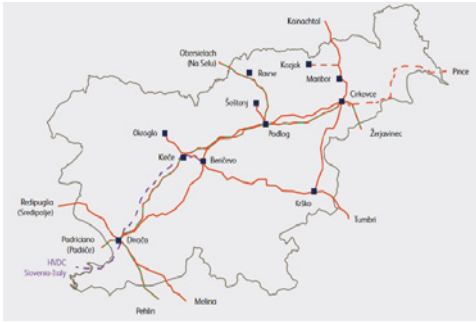 Kainachtal
Obersielach
(Na Selu)
Kozjak
Ravne
Maribor
Pince
Cirkovce
Šoštanj
Podlog
Žerjavinec
Okroglo
Kleče
Beričevo
Krško
Redipuglia
(Sredipolje)
Tumbri
Padriciano
(Padriče)
Divača
HVDC
Slovenia-Italy
Melina
Pehlin